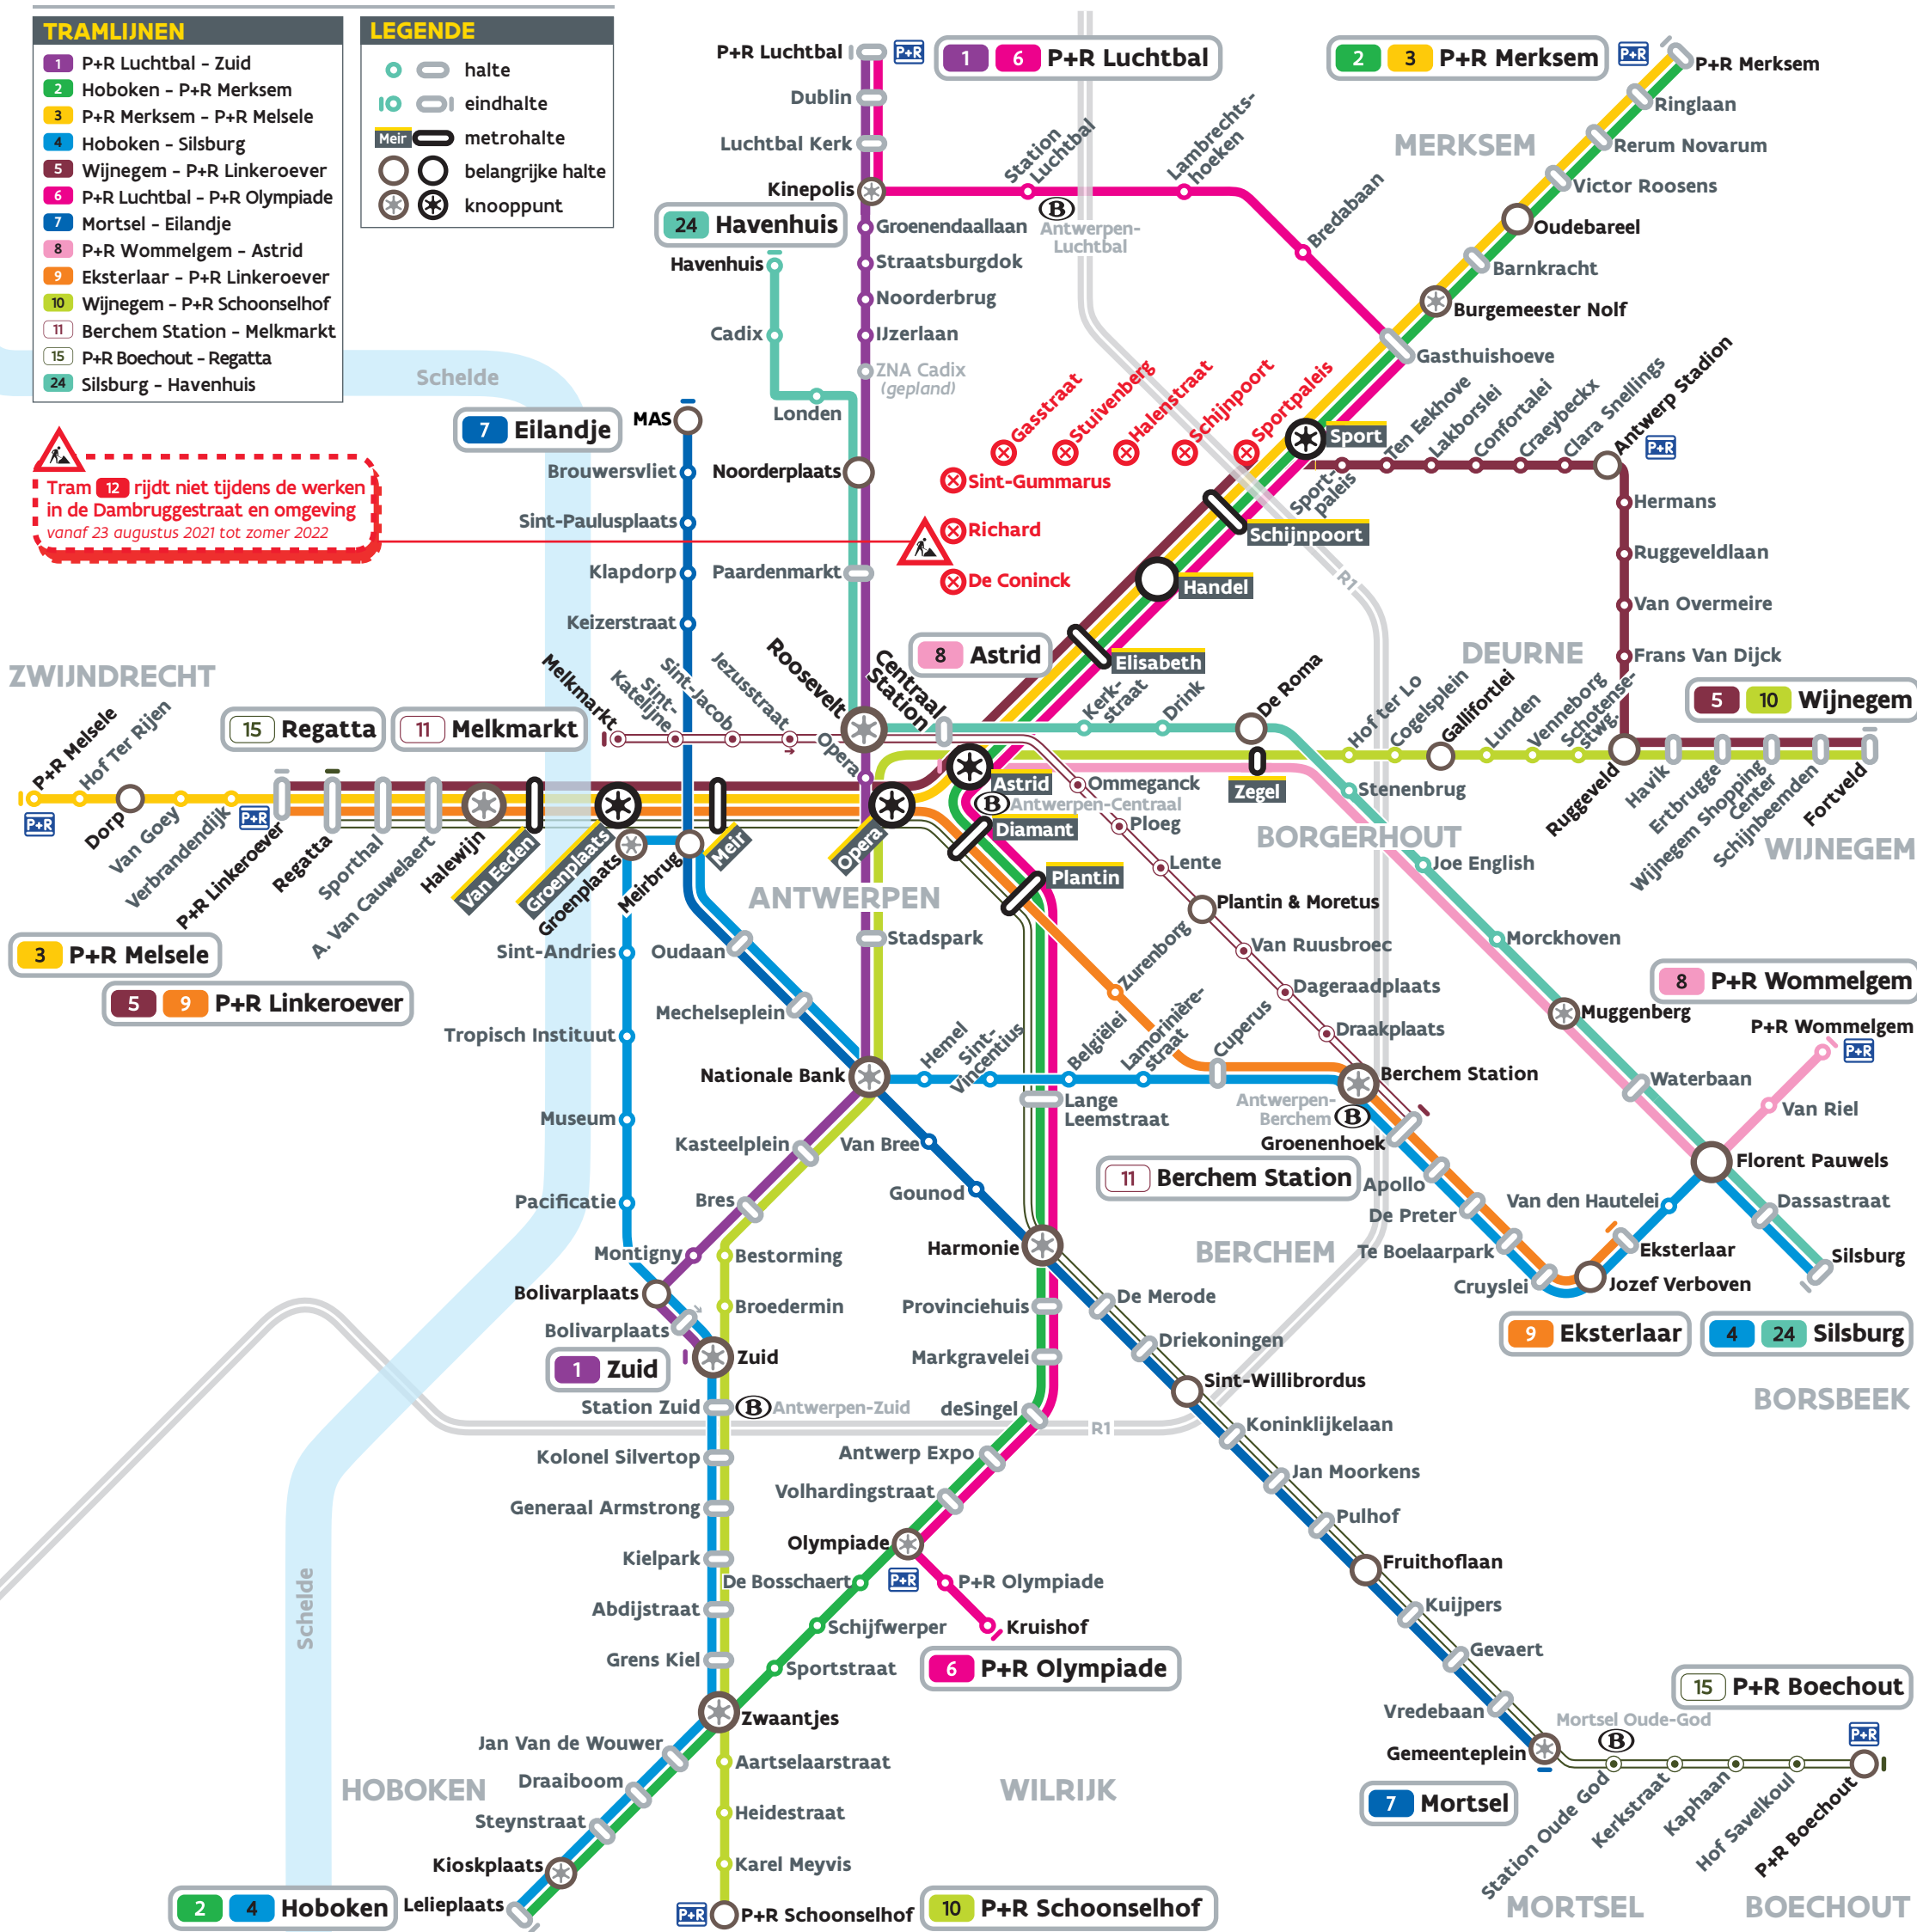 TRAMLIJNEN
1 P+R Luchtbal - Zuid
2 Hoboken - P+R Merksem
3 P+R Merksem - P+R Melsele
4 Hoboken - Silsburg
5 Wijnegem - P+R Linkeroever
6 P+R Luchtbal - P+R Olympiade
7 Mortsel - Eilandje
8 P+R Wommelgem - Astrid
9 Eksterlaar - P+R Linkeroever
10 Wijnegem - P+R Schoonselhof
11 Berchem Station - Melkmarkt
15 P+R Boechout - Regatta
24 Silsburg - Havenhuis
LEGENDE
halte
eindhalte
Meir metrohalte
belangrijke halte
knooppunt
P+R Luchtbal
P+R
1 6 P+R Luchtbal
Dublin
Luchtbal Kerk
Kinepolis
Station
Luchtbal
Lambrechts-
hoeken
B
Antwerpen-
Luchtbal
Bredabaan
2 3 P+R Merksem
P+R
P+R Merksem
Ringlaan
MERKSEM
Rerum Novarum
Victor Roosens
Oudebareel
Barnkracht
Burgemeester Nolf
Gasthuishoeve
24 Havenhuis
Havenhuis
Cadix
Londen
Groenendaallaan
Straatsburgdok
Noorderbrug
IJzerlaan
ZNA Cadix
(gepland)
Noorderplaats
Paardenmarkt
Schelde
7 Eilandje
MAS
Brouwersvliet
Sint-Paulusplaats
Klapdorp
Keizerstraat
Tram 12 rijdt niet tijdens de werken
in de Dambruggestraat en omgeving
vanaf 23 augustus 2021 tot zomer 2022
Gasstraat
Stuivenberg
Halenstraat
Schijnpoort
Sportpaleis
Sint-Gummarus
Richard
De Coninck
Sport
Sport-
paleis
Ten Eekhove
Lakborslei
Confortalei
Craeybeckx
Clara Snellings
Antwerp Stadion
P+R
Hermans
Ruggeveldlaan
Van Overmeire
Frans Van Dijck
Schijnpoort
R1
Handel
Elisabeth
8 Astrid
DEURNE
5 10 Wijnegem
ZWIJNDRECHT
P+R Melsele
P+R
Hof Ter Rijen
Dorp
Van Goey
Verbrandendijk
P+R
P+R Linkeroever
15 Regatta
11 Melkmarkt
Regatta
Sporthal
A. Van Cauwelaert
Halewijn
Van Eeden
Groenplaats
Groenplaats
Meirbrug
Meir
Melkmarkt
Sint-
Katelijne
Sint-Jacob
Jezusstraat
Roosevelt
Opera
Opera
Centraal
Station
Astrid
B
Antwerpen-Centraal
Diamant
Plantin
Kerk-
straat
Drink
De Roma
Zegel
Hof ter Lo
Cogelsplein
Gallifortlei
Lunden
Venneborg
Schotense-
stwg.
Ruggeveld
Havik
Ertbrugge
Wijnegem Shopping
Center
Schijnbeemden
Fortveld
WIJNEGEM
BORGERHOUT
Stenenbrug
Joe English
Morckhoven
Muggenberg
Waterbaan
8 P+R Wommelgem
P+R Wommelgem
P+R
Van Riel
Florent Pauwels
Dassastraat
Silsburg
Ommeganck
Ploeg
Lente
Plantin & Moretus
Van Ruusbroec
Dageraadplaats
Draakplaats
Zurenborg
3 P+R Melsele
5 9 P+R Linkeroever
ANTWERPEN
Stadspark
Oudaan
Mechelseplein
Nationale Bank
Sint-Andries
Tropisch Instituut
Museum
Pacificatie
Hemel
Sint-
Vincentius
Belgiëlei
Lamorinière-
straat
Cuperus
Lange
Leemstraat
Berchem Station
Antwerpen-
Berchem
B
Groenenhoek
11 Berchem Station
Apollo
De Preter
Te Boelaarpark
Cruyslei
Van den Hautelei
Eksterlaar
Jozef Verboven
9 Eksterlaar
4 24 Silsburg
BORSBEEK
BERCHEM
Kasteelplein
Bres
Montigny
Bestorming
Broedermin
Bolivarplaats
Bolivarplaats
Zuid
1 Zuid
Station Zuid
B
Antwerpen-Zuid
Kolonel Silvertop
Generaal Armstrong
Kielpark
Abdijstraat
Grens Kiel
Zwaantjes
Van Bree
Gounod
Harmonie
Provinciehuis
Markgravelei
deSingel
R1
Antwerp Expo
Volhardingstraat
Olympiade
P+R
P+R Olympiade
Kruishof
6 P+R Olympiade
De Bosschaert
Schijfwerper
Sportstraat
De Merode
Driekoningen
Sint-Willibrordus
Koninklijkelaan
Jan Moorkens
Pulhof
Fruithoflaan
Kuijpers
Gevaert
Vredebaan
Gemeenteplein
7 Mortsel
Mortsel Oude-God
B
15 P+R Boechout
P+R
Station Oude God
Kerkstraat
Kaphaan
Hof Savelkoul
P+R Boechout
MORTSEL
BOECHOUT
Schelde
HOBOKEN
WILRIJK
Jan Van de Wouwer
Draaiboom
Steynstraat
Kioskplaats
Lelieplaats
2 4 Hoboken
Aartselaarstraat
Heidestraat
Karel Meyvis
P+R
P+R Schoonselhof
10 P+R Schoonselhof